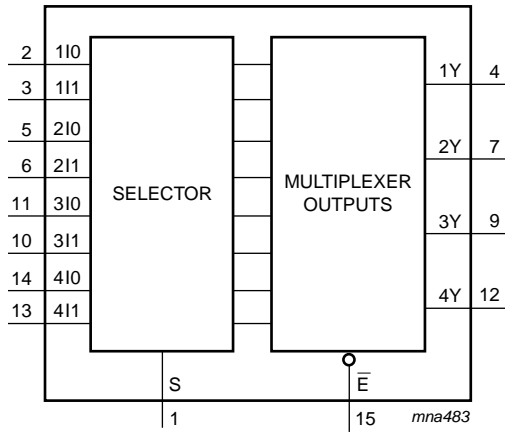 2 1I0
3 1I1
5 2I0
6 2I1
11 3I0
10 3I1
14 4I0
13 4I1
SELECTOR
MULTIPLEXER
OUTPUTS
1Y 4
2Y 7
3Y 9
4Y 12
S
1
E̅
15
mna483